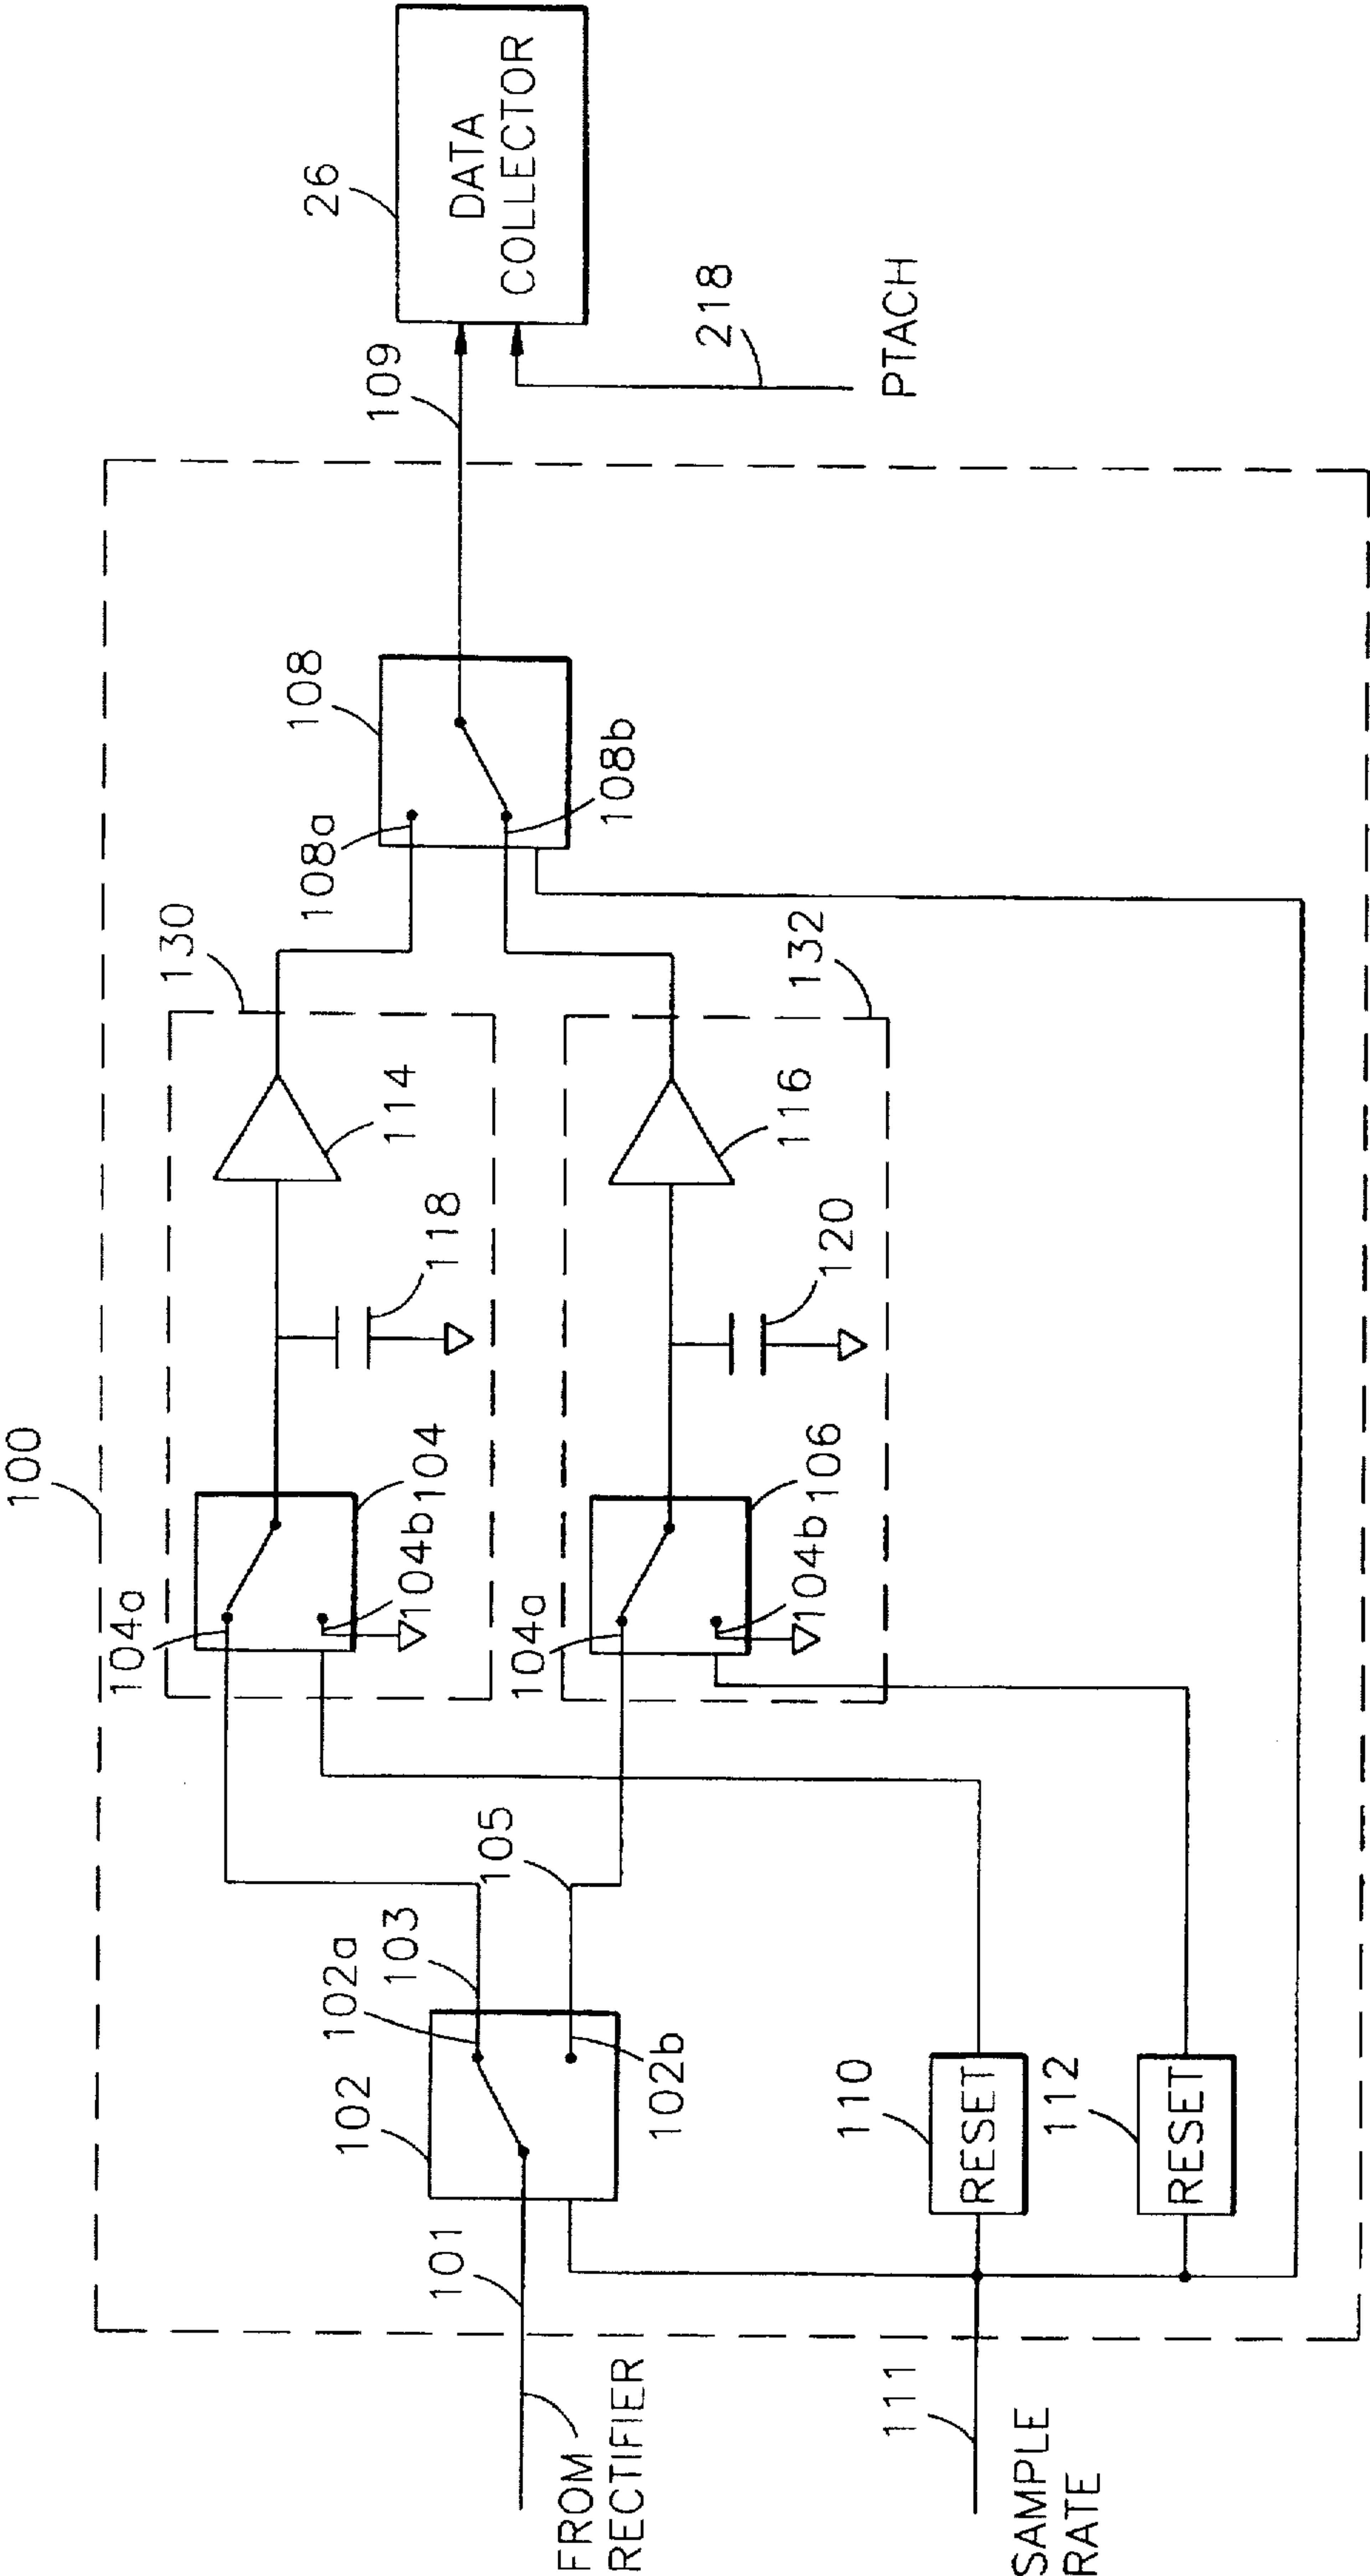 100
130
104a
104
104b
118
114
108
108a
108b
109
26
DATA
COLLECTOR
218
PTACH
102
102a
103
105
102b
101
FROM
RECTIFIER
104a
106
104b
120
116
132
110
RESET
112
RESET
111
SAMPLE
RATE